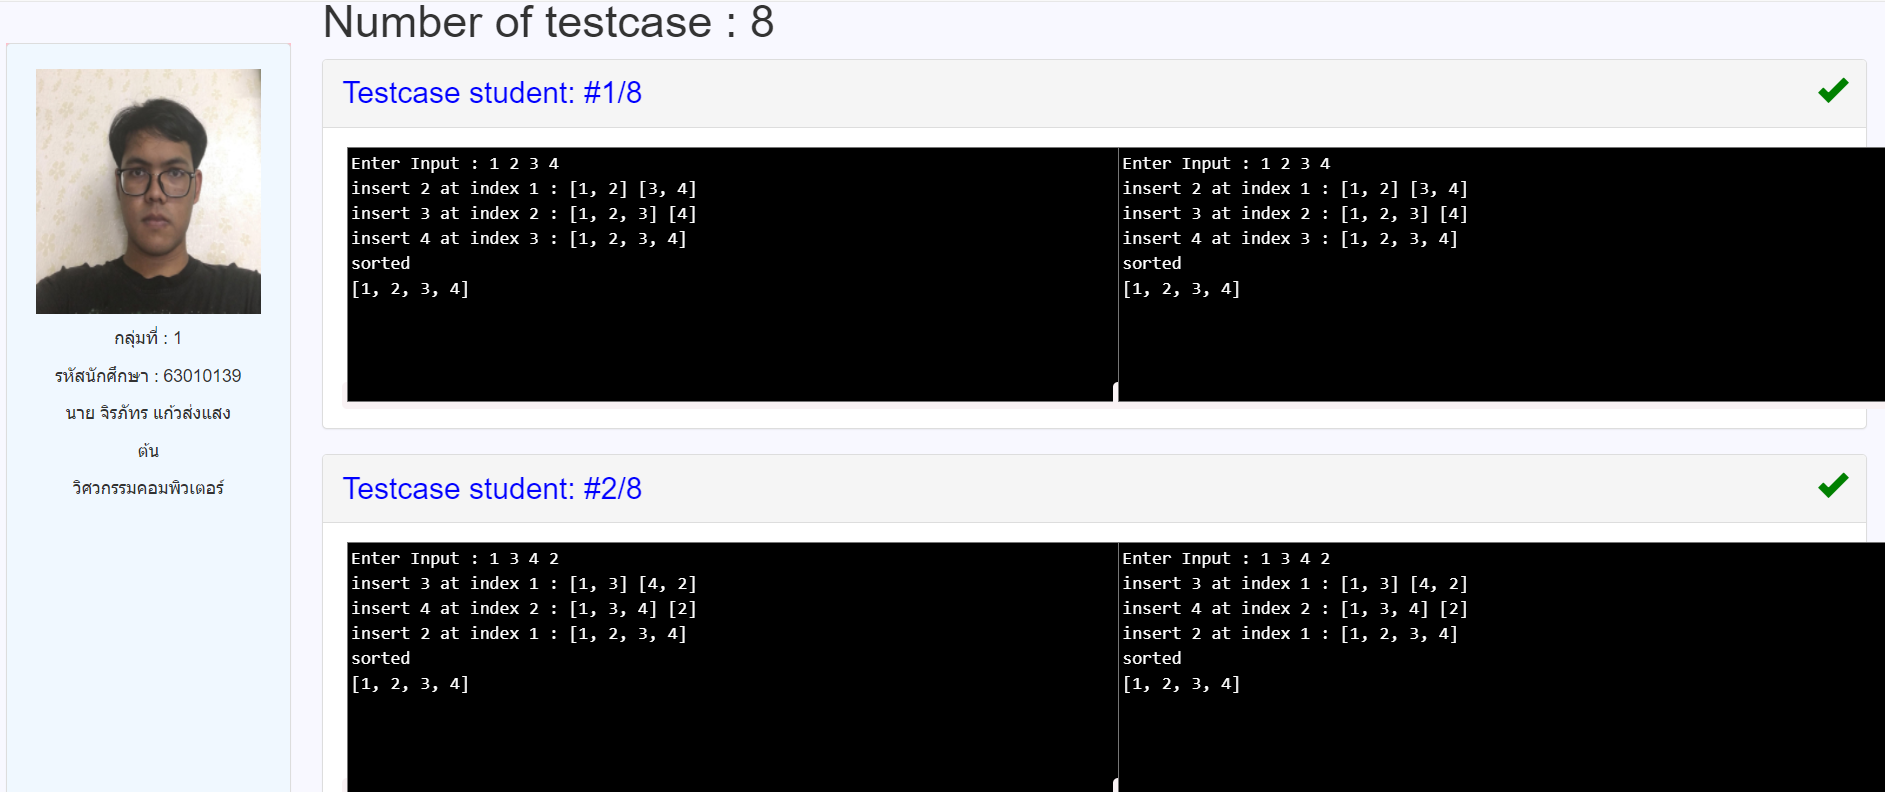 Number of testcase : 8
กลุ่มที่ : 1
รหัสนักศึกษา : 63010139
นาย จิรภัทร แก้วส่งแสง
ต้น
วิศวกรรมคอมพิวเตอร์
Testcase student: #1/8
Enter Input : 1 2 3 4
insert 2 at index 1 : [1, 2] [3, 4]
insert 3 at index 2 : [1, 2, 3] [4]
insert 4 at index 3 : [1, 2, 3, 4]
sorted
[1, 2, 3, 4]
Enter Input : 1 2 3 4
insert 2 at index 1 : [1, 2] [3, 4]
insert 3 at index 2 : [1, 2, 3] [4]
insert 4 at index 3 : [1, 2, 3, 4]
sorted
[1, 2, 3, 4]
Testcase student: #2/8
Enter Input : 1 3 4 2
insert 3 at index 1 : [1, 3] [4, 2]
insert 4 at index 2 : [1, 3, 4] [2]
insert 2 at index 1 : [1, 2, 3, 4]
sorted
[1, 2, 3, 4]
Enter Input : 1 3 4 2
insert 3 at index 1 : [1, 3] [4, 2]
insert 4 at index 2 : [1, 3, 4] [2]
insert 2 at index 1 : [1, 2, 3, 4]
sorted
[1, 2, 3, 4]